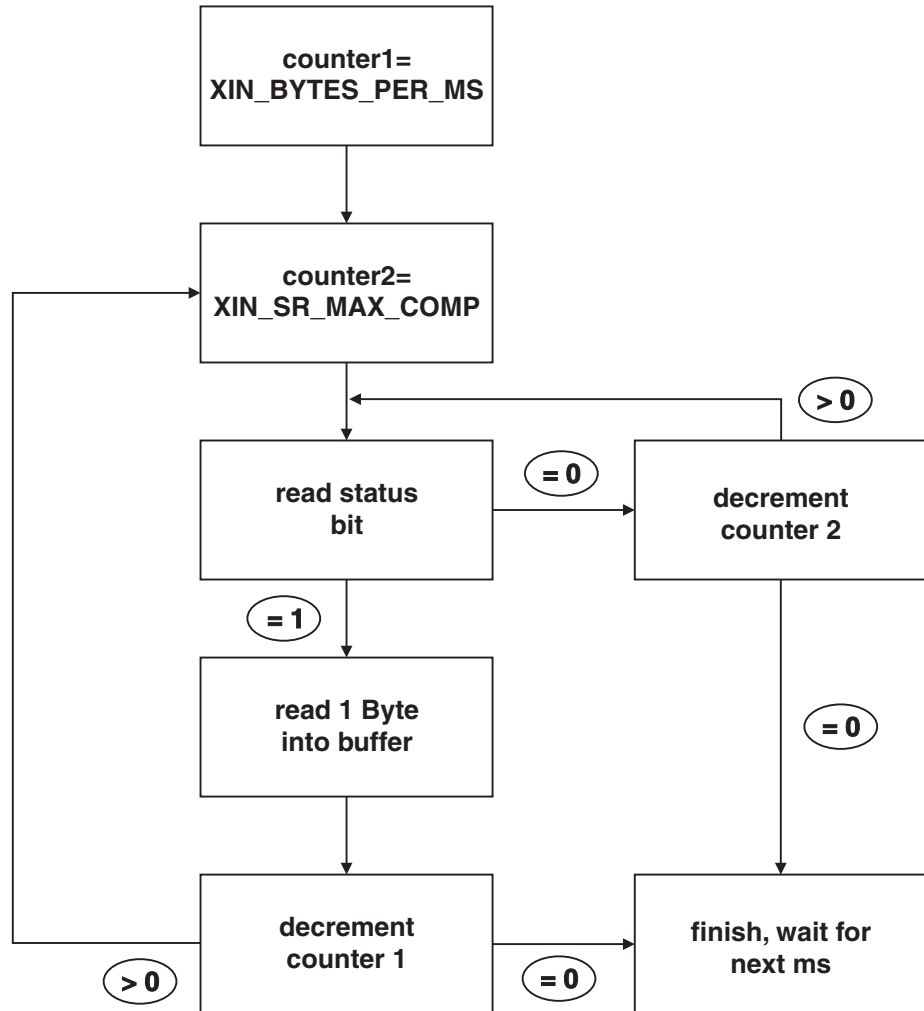 counter1=
XIN_BYTES_PER_MS
counter2=
XIN_SR_MAX_COMP
> 0
read status
bit
= 0
decrement
counter 2
= 1
read 1 Byte
into buffer
= 0
decrement
counter 1
finish, wait for
next ms
> 0
= 0